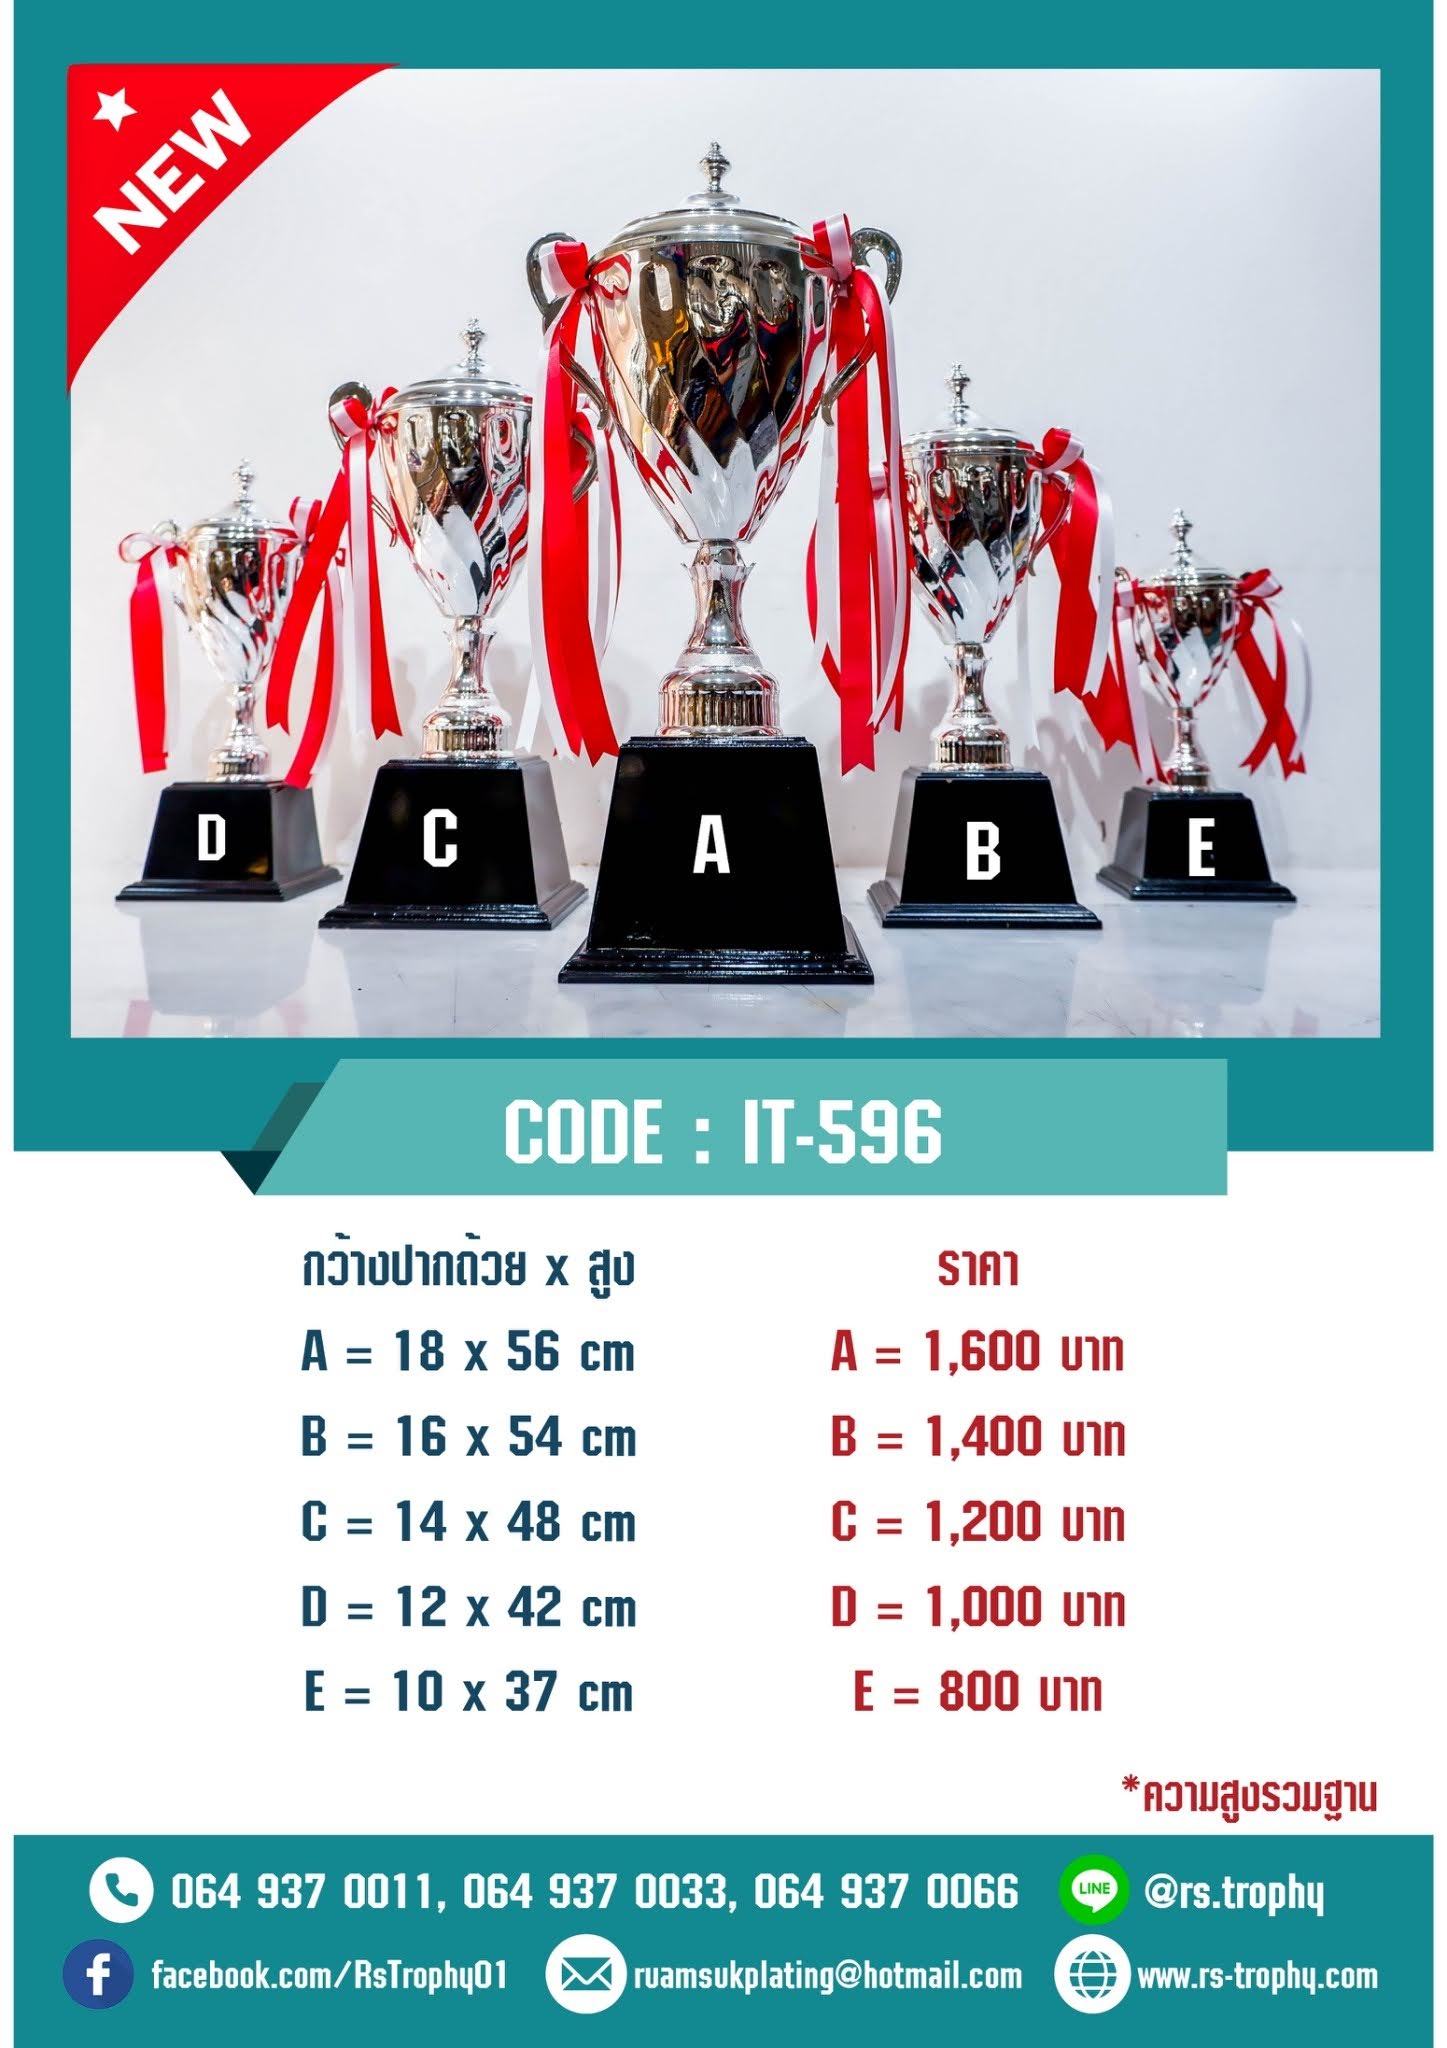 NEW
D C A B E
CODE : IT-596
กว้างปากถ้วย x สูง ราคา
A = 18 x 56 cm A = 1,600 บาท
B = 16 x 54 cm B = 1,400 บาท
C = 14 x 48 cm C = 1,200 บาท
D = 12 x 42 cm D = 1,000 บาท
E = 10 x 37 cm E = 800 บาท
*ความสูงรวมฐาน
064 937 0011, 064 937 0033, 064 937 0066 LINE @rs.trophy
f facebook.com/RsTrophy01 ruamsukplating@hotmail.com www.rs-trophy.com